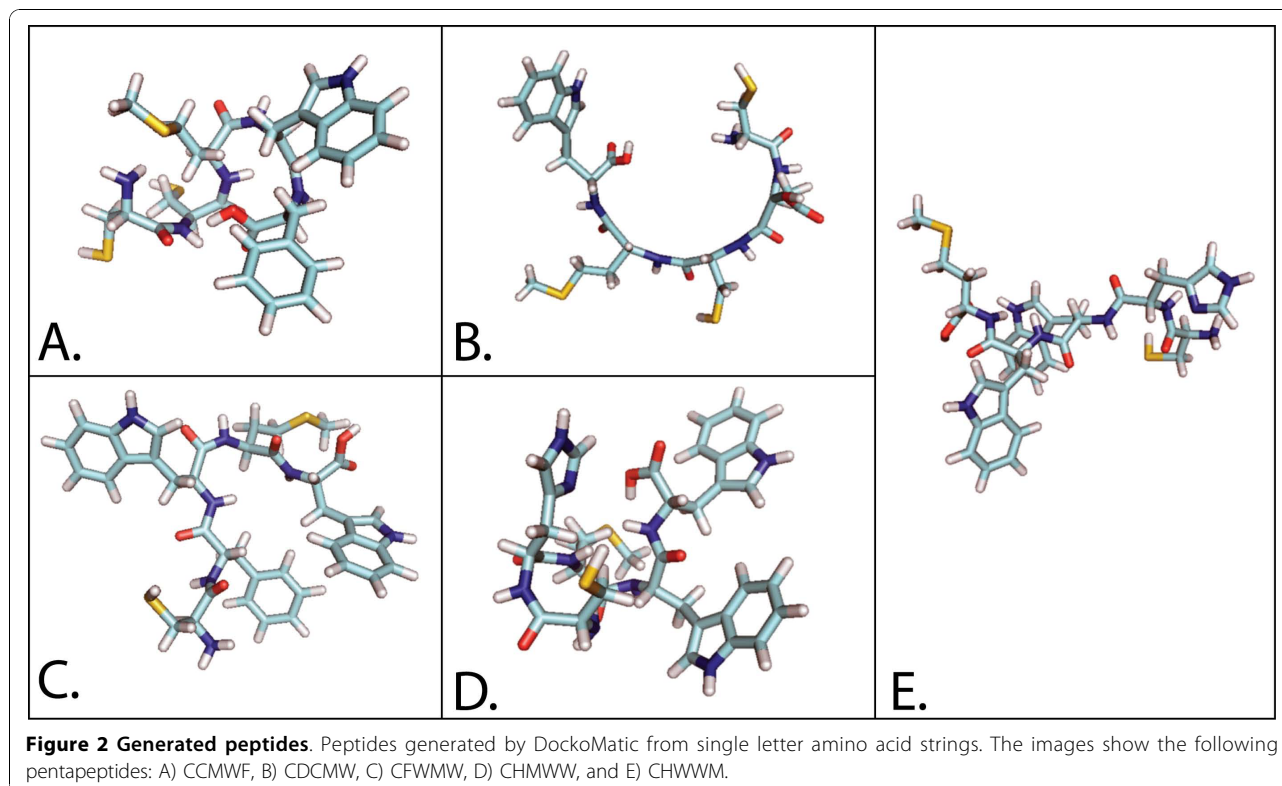 A.
B.
E.
C.
D.
Figure 2 Generated peptides. Peptides generated by DockoMatic from single letter amino acid strings. The images show the following
pentapeptides: A) CCMWF, B) CDCMW, C) CFWMW, D) CHMWW, and E) CHWWM.